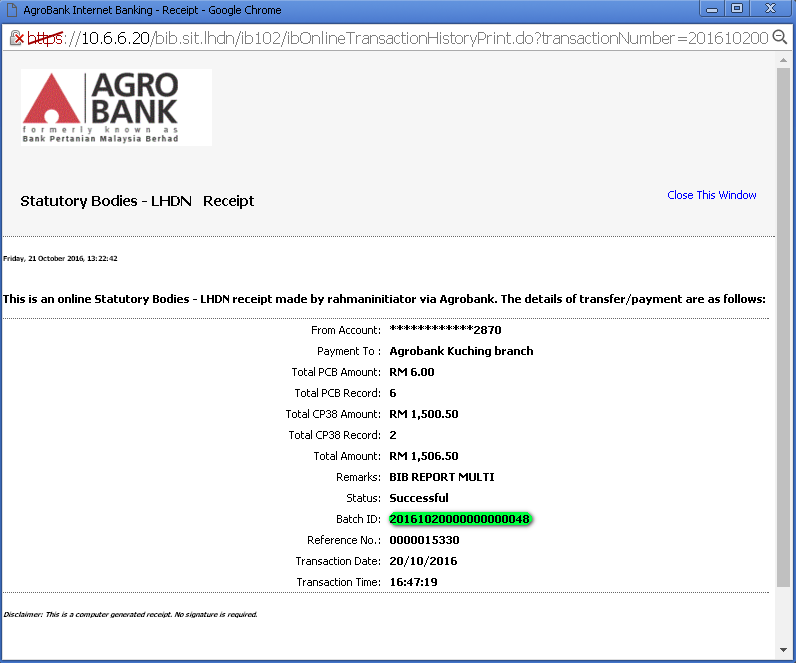 AgroBank Internet Banking - Receipt - Google Chrome
https://10.6.6.20/bib.sit.lhdn/ib102/ibOnlineTransactionHistoryPrint.do?transactionNumber=201610200
AGRO
BANK
formerly known as
Bank Pertanian Malaysia Berhad
Close This Window
Statutory Bodies - LHDN Receipt
Friday, 21 October 2016, 13:22:42
This is an online Statutory Bodies - LHDN receipt made by rahmaninitiator via Agrobank. The details of transfer/payment are as follows:
From Account: ************2870
Payment To : Agrobank Kuching branch
Total PCB Amount: RM 6.00
Total PCB Record: 6
Total CP38 Amount: RM 1,500.50
Total CP38 Record: 2
Total Amount: RM 1,506.50
Remarks: BIB REPORT MULTI
Status: Successful
Batch ID: 20161020000000000048
Reference No.: 0000015330
Transaction Date: 20/10/2016
Transaction Time: 16:47:19
Disclaimer: This is a computer generated receipt. No signature is required.